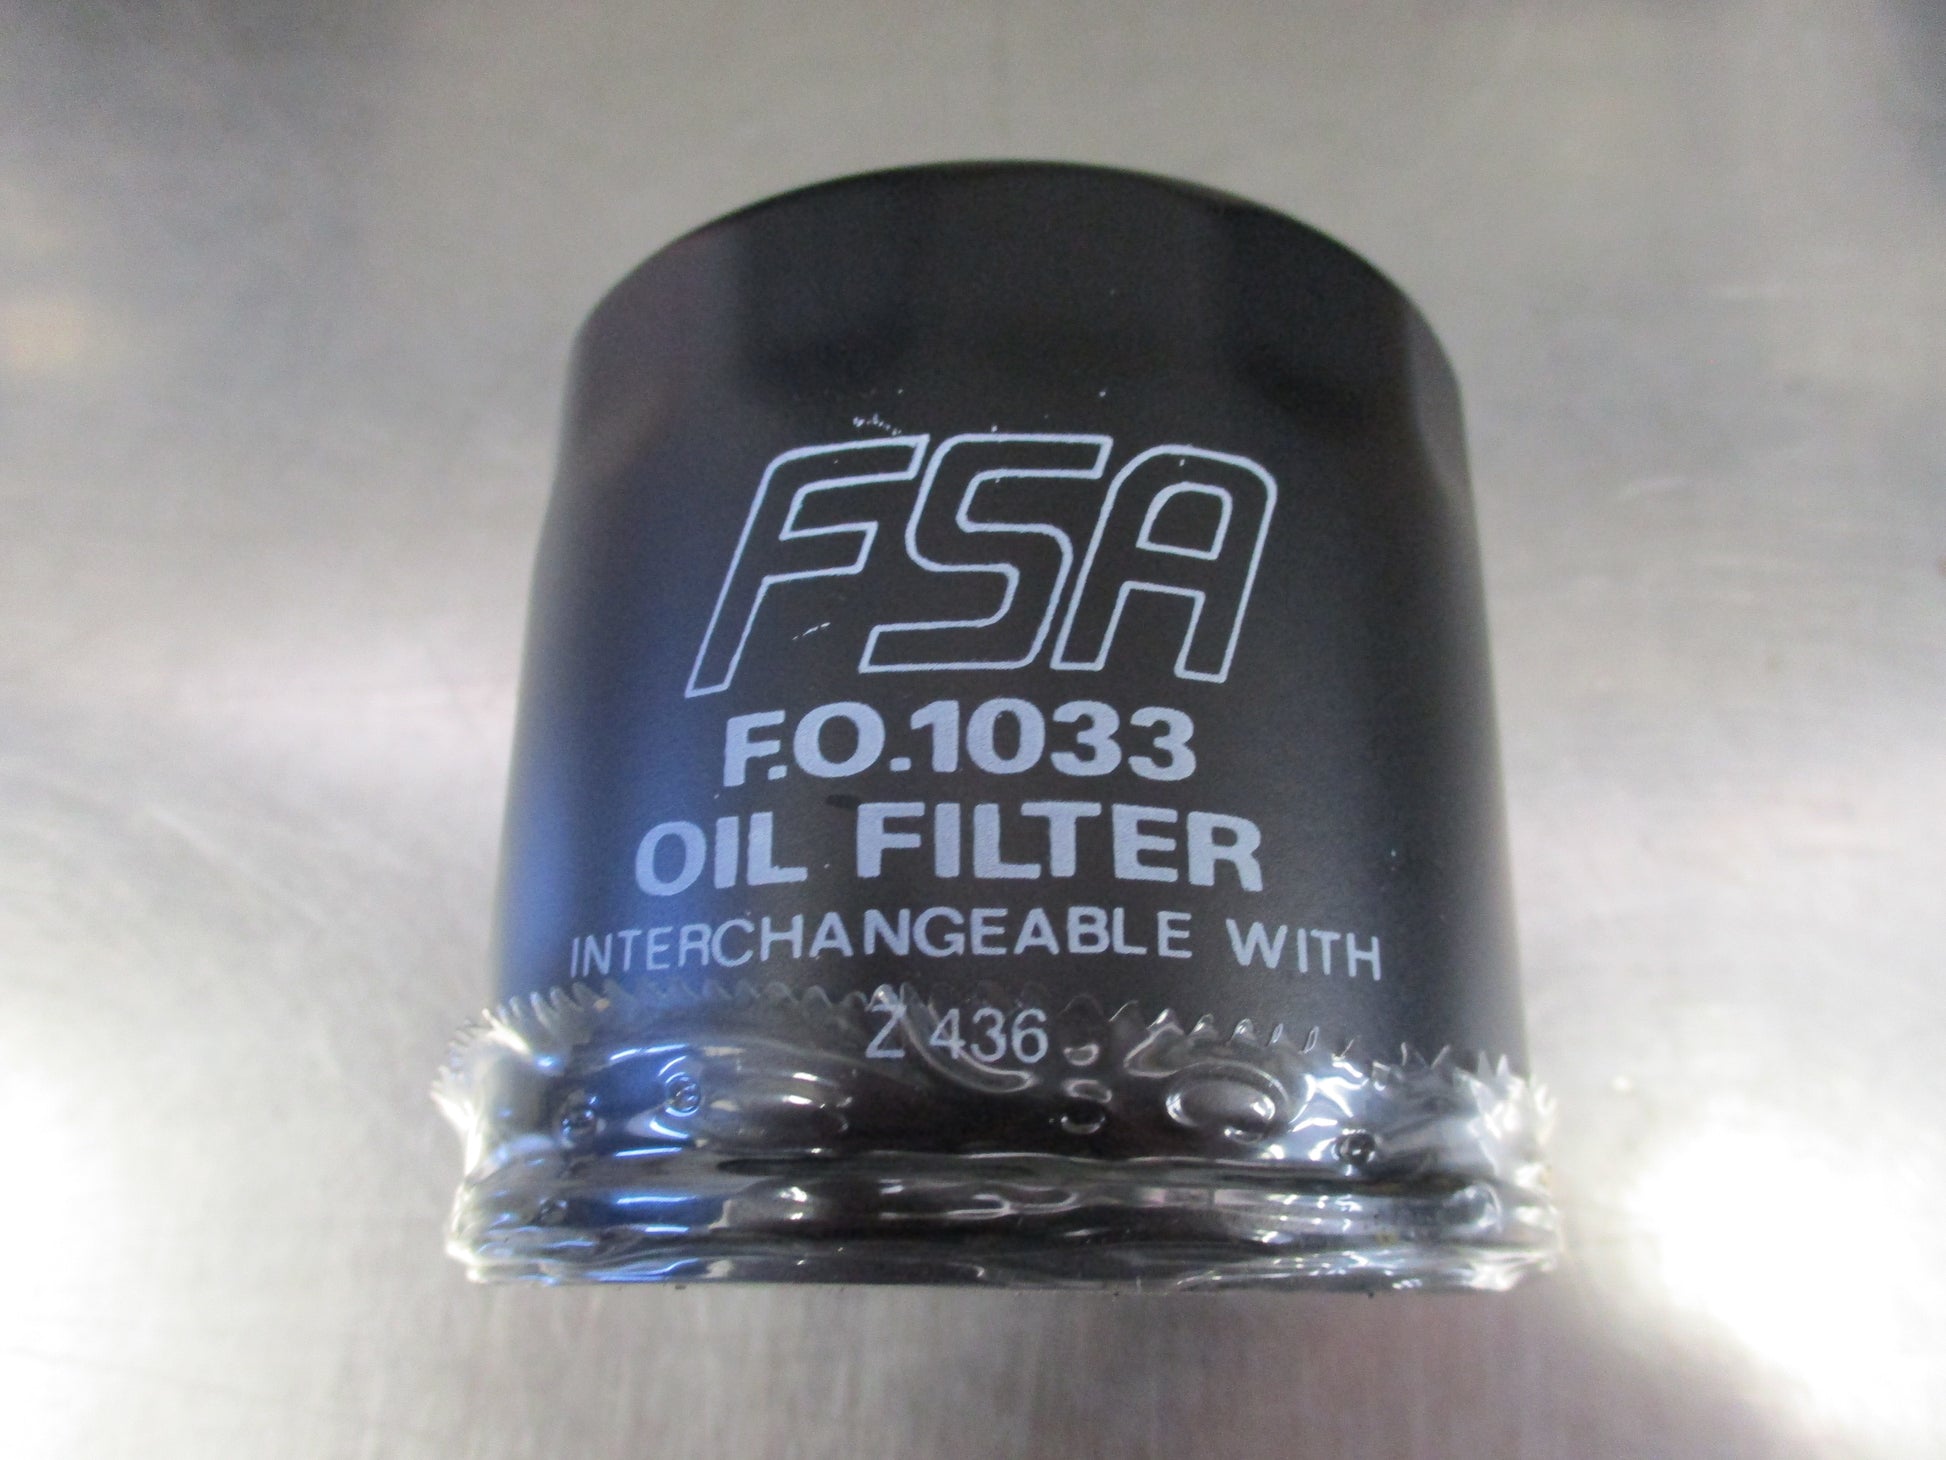 FSA
F.O.1033
OIL FILTER
INTERCHANGEABLE WITH
Z 436